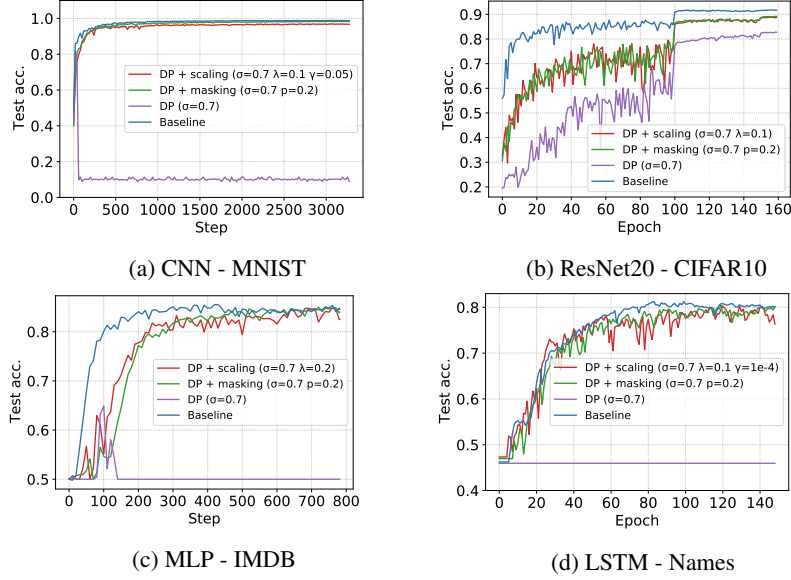 1.0
0.8
0.6
0.4
0.2
0.0
Test acc.
DP + scaling (σ=0.7 λ=0.1 γ=0.05)
DP + masking (σ=0.7 p=0.2)
DP (σ=0.7)
Baseline
0 500 1000 1500 2000 2500 3000
Step
(a) CNN - MNIST
0.9
0.8
0.7
0.6
0.5
0.4
0.3
0.2
Test acc.
DP + scaling (σ=0.7 λ=0.1)
DP + masking (σ=0.7 p=0.2)
DP (σ=0.7)
Baseline
0 20 40 60 80 100 120 140 160
Epoch
(b) ResNet20 - CIFAR10
0.8
0.7
0.6
0.5
Test acc.
DP + scaling (σ=0.7 λ=0.2)
DP + masking (σ=0.7 p=0.2)
DP (σ=0.7)
Baseline
0 100 200 300 400 500 600 700 800
Step
(c) MLP - IMDB
0.8
0.7
0.6
0.5
0.4
Test acc.
DP + scaling (σ=0.7 λ=0.1 γ=1e-4)
DP + masking (σ=0.7 p=0.2)
DP (σ=0.7)
Baseline
0 20 40 60 80 100 120 140
Epoch
(d) LSTM - Names